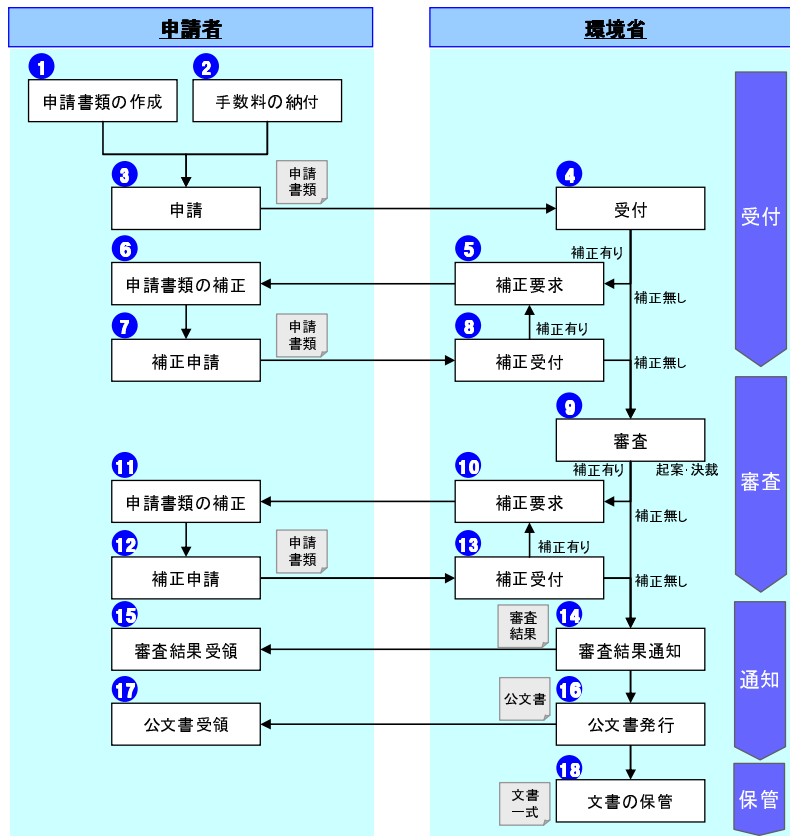 申請者
環境省
1
2
申請書類の作成
手数料の納付
受付
3
申請
書類
4
申請
受付
6
5
補正有り
申請書類の補正
補正要求
補正無し
7
申請
書類
8
補正有り
補正申請
補正受付
補正無し
9
審査
補正有り
起案・決裁
審査
11
10
申請書類の補正
補正要求
補正無し
12
申請
書類
13
補正有り
補正申請
補正受付
補正無し
15
審査
結果
14
審査結果受領
審査結果通知
通知
17
公文書
16
公文書受領
公文書発行
18
文書
一式
文書の保管
保管